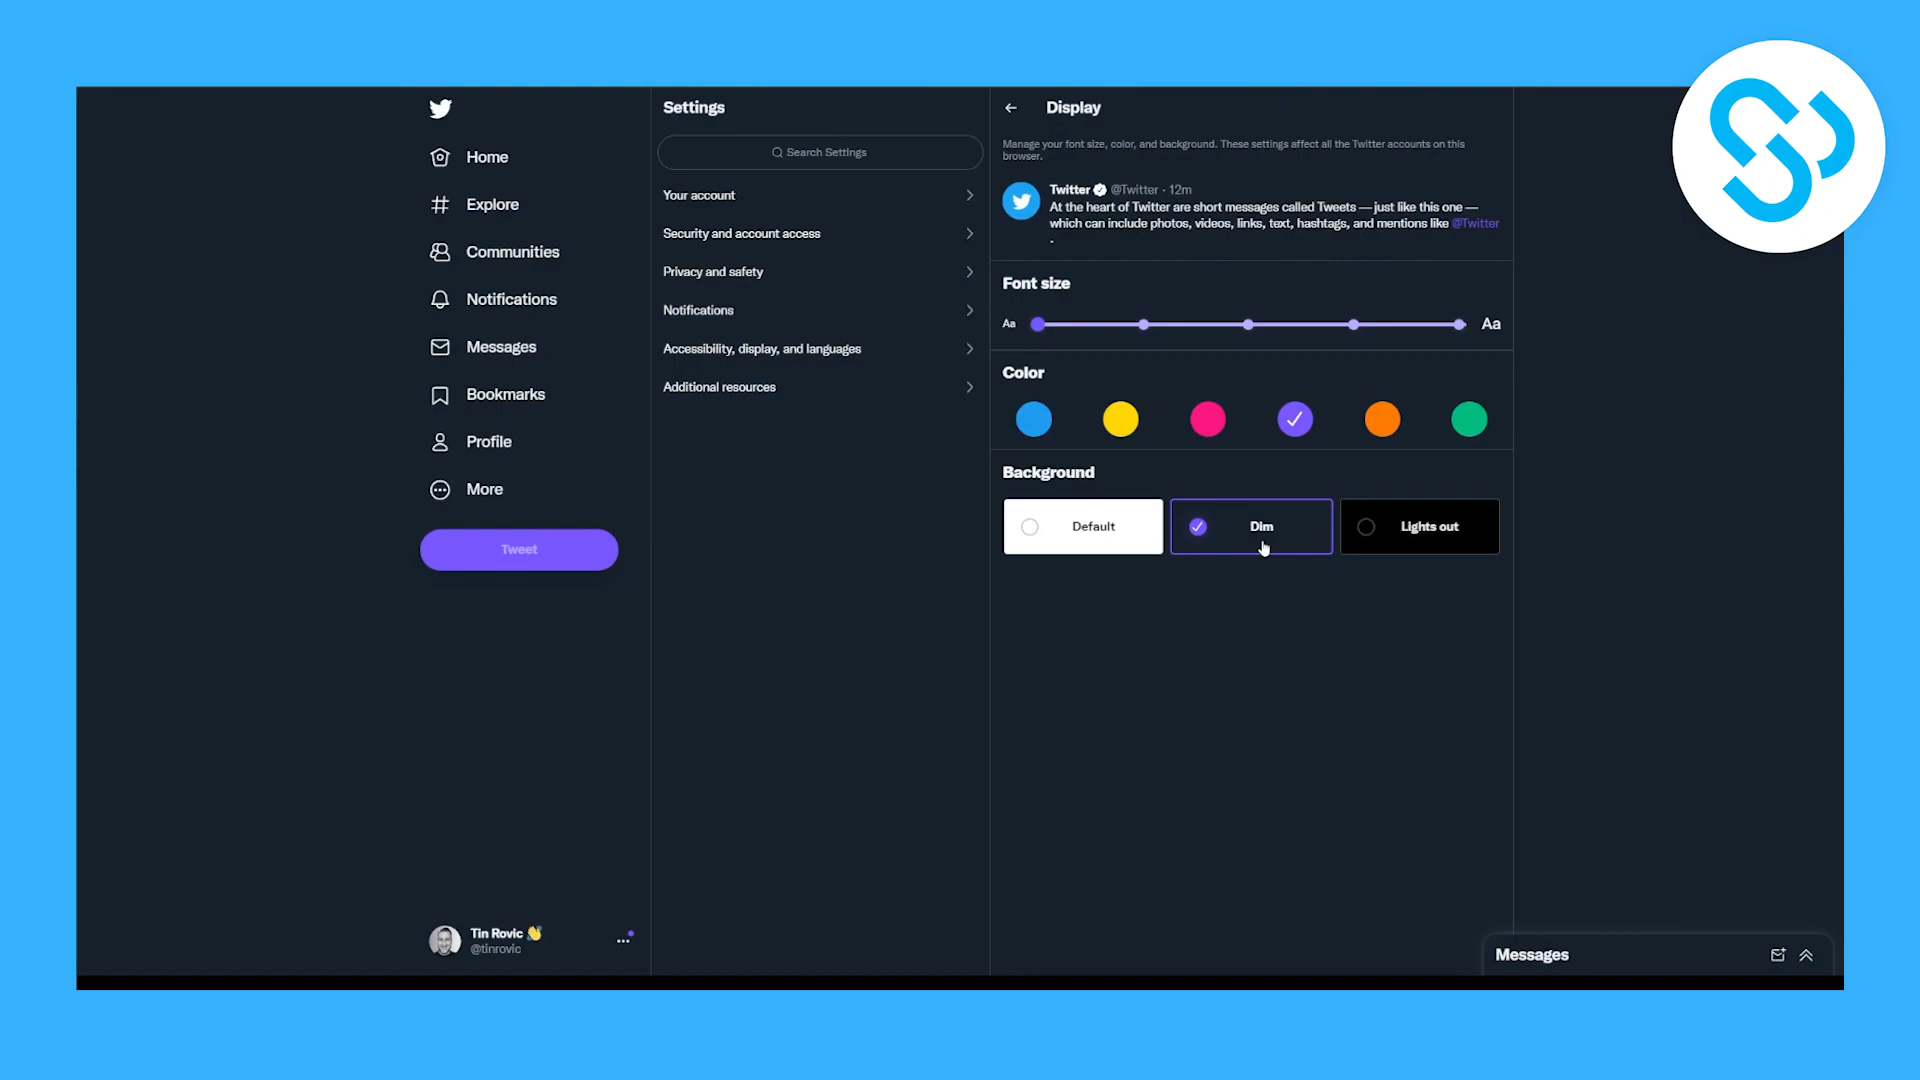 Home
Explore
Communities
Notifications
Messages
Bookmarks
Profile
More
Tweet
Tin Rovic 👋
@tinrovic
Settings
Search Settings
Your account
Security and account access
Privacy and safety
Notifications
Accessibility, display, and languages
Additional resources
Display
Manage your font size, color, and background. These settings affect all the Twitter accounts on this
browser.
Twitter @Twitter · 12m
At the heart of Twitter are short messages called Tweets — just like this one —
which can include photos, videos, links, text, hashtags, and mentions like @Twitter
.
Font size
Aa Aa
Color
Background
Default Dim Lights out
Messages